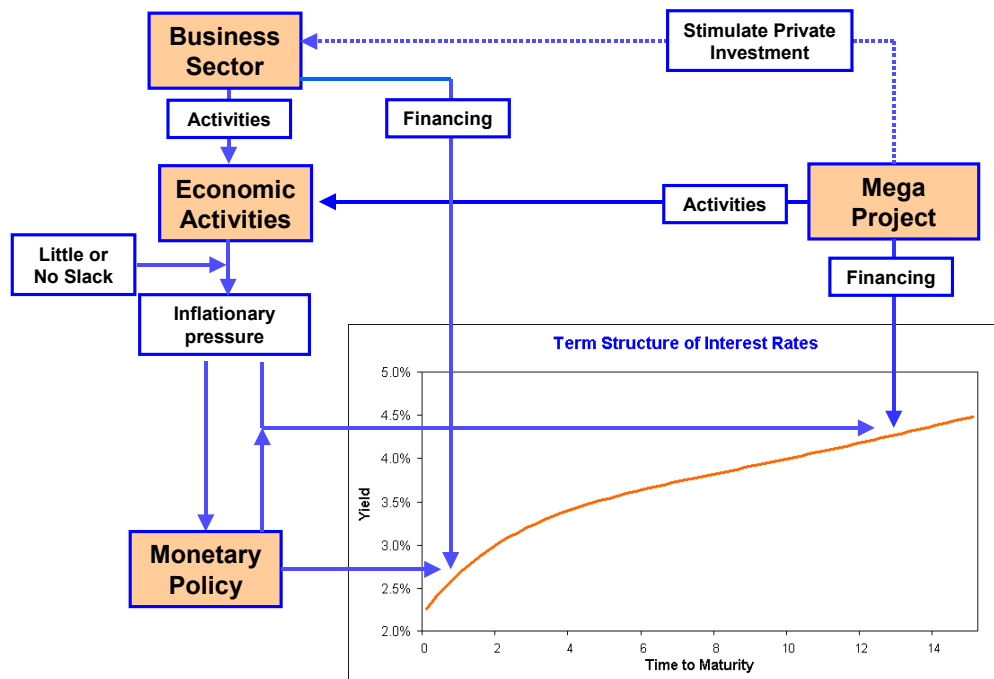 Business
Sector
Stimulate Private
Investment
Activities
Financing
Economic
Activities
Activities
Mega
Project
Little or
No Slack
Financing
Inflationary
pressure
Term Structure of Interest Rates
5.0%
4.5%
4.0%
3.5%
3.0%
2.5%
2.0%
Yield
0 2 4 6 8 10 12 14
Time to Maturity
Monetary
Policy